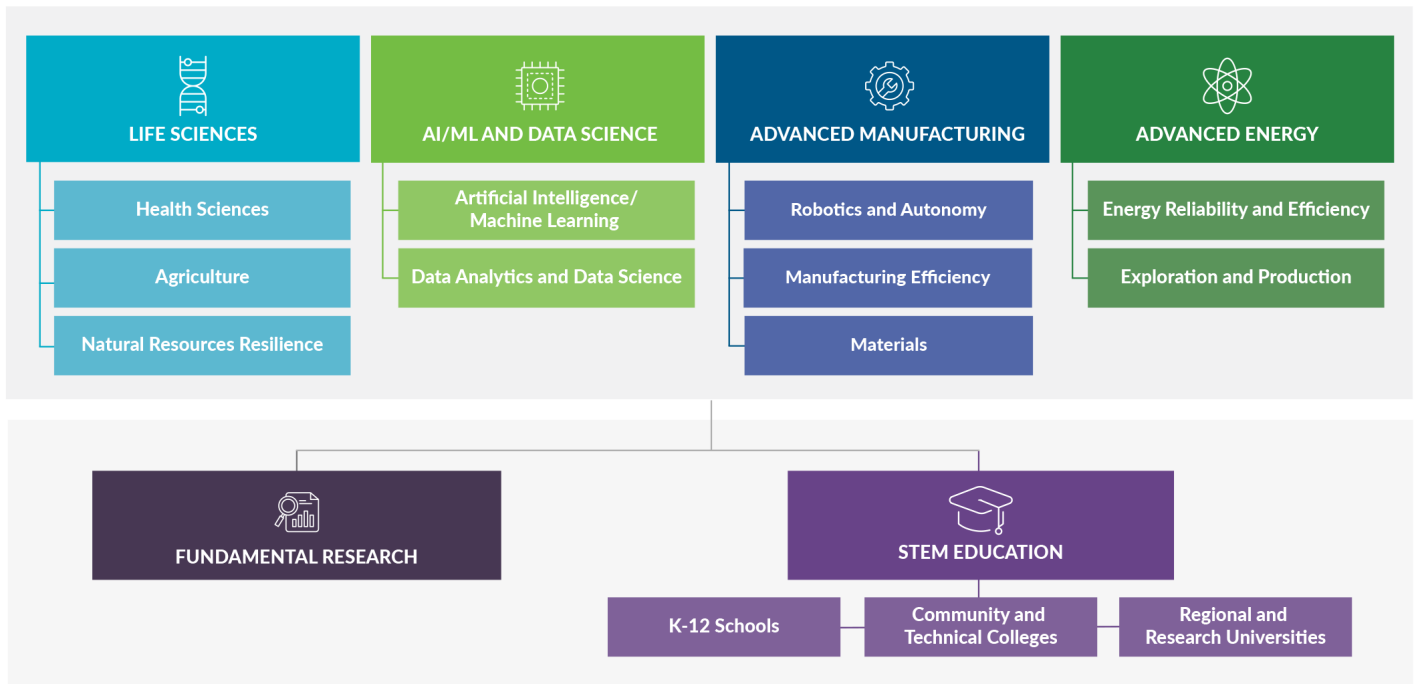 LIFE SCIENCES
Health Sciences
Agriculture
Natural Resources Resilience
AI/ML AND DATA SCIENCE
Artificial Intelligence/
Machine Learning
Data Analytics and Data Science
ADVANCED MANUFACTURING
Robotics and Autonomy
Manufacturing Efficiency
Materials
ADVANCED ENERGY
Energy Reliability and Efficiency
Exploration and Production
FUNDAMENTAL RESEARCH
STEM EDUCATION
K-12 Schools
Community and
Technical Colleges
Regional and
Research Universities